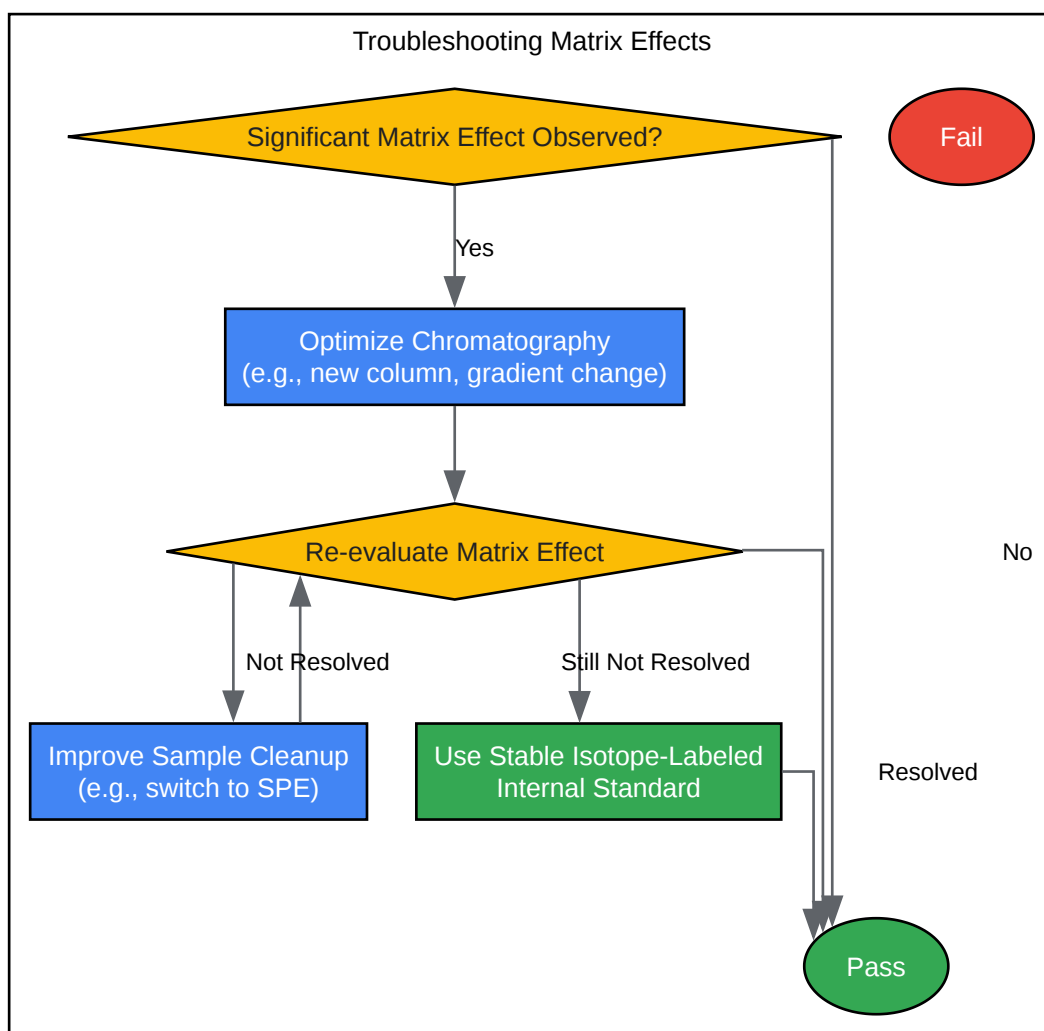 Troubleshooting Matrix Effects
Significant Matrix Effect Observed?
Fail
Yes
Optimize Chromatography
(e.g., new column, gradient change)
Re-evaluate Matrix Effect
No
Not Resolved
Still Not Resolved
Improve Sample Cleanup
(e.g., switch to SPE)
Use Stable Isotope-Labeled
Internal Standard
Resolved
Pass